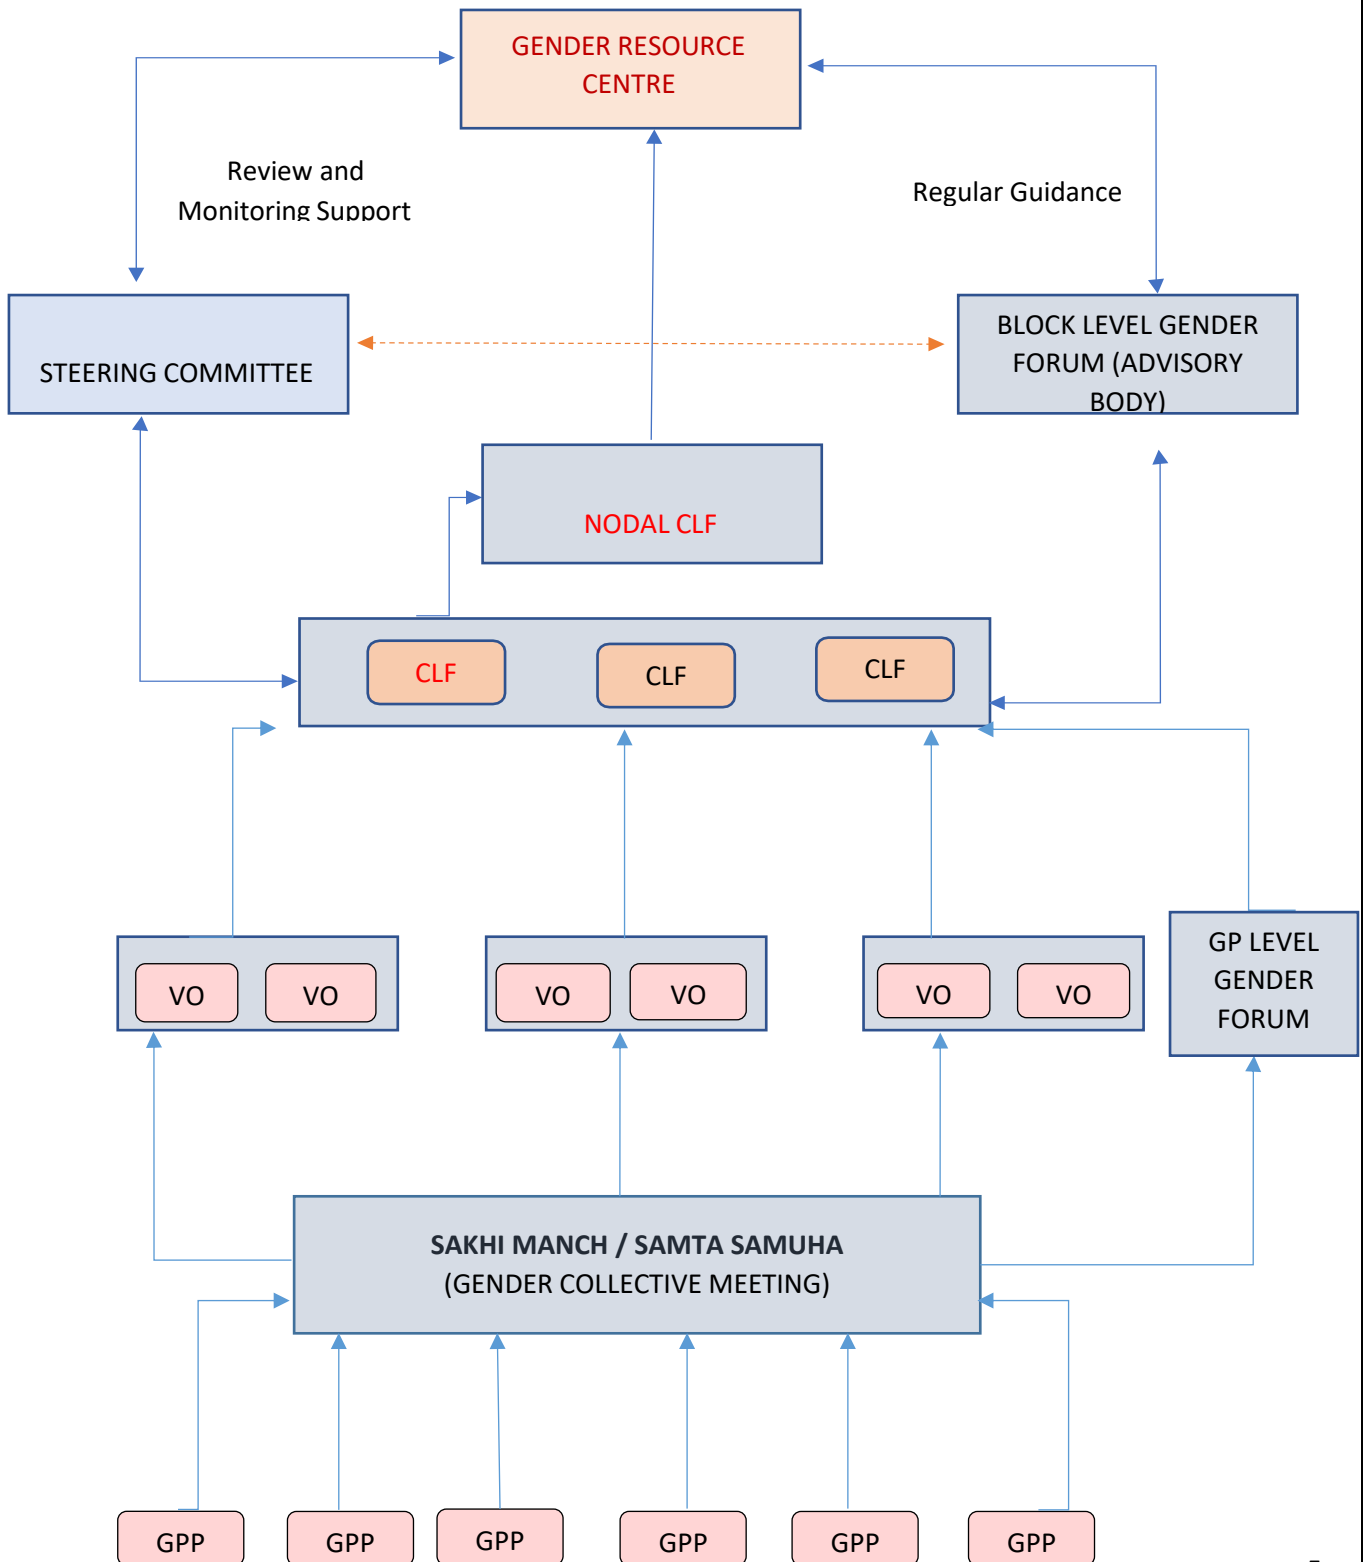 GENDER RESOURCE
CENTRE
Review and
Monitoring Support
Regular Guidance
STEERING COMMITTEE
BLOCK LEVEL GENDER
FORUM (ADVISORY
BODY)
NODAL CLF
CLF
CLF
CLF
VO
VO
VO
VO
VO
VO
GP LEVEL
GENDER
FORUM
SAKHI MANCH / SAMTA SAMUHA
(GENDER COLLECTIVE MEETING)
GPP
GPP
GPP
GPP
GPP
GPP